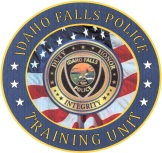 IDAHO FALLS POLICE
DUTY
HONOR
IDAHO FALLS
INTEGRITY
TRAINING UNIT